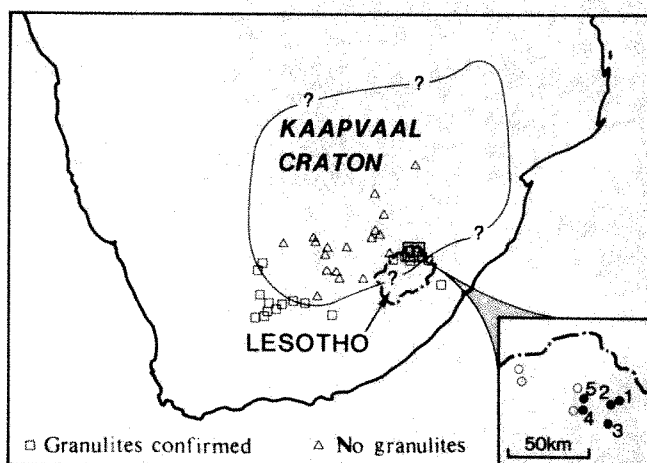 ?
?
KAAPVAAL
CRATON
?
?
LESOTHO
5
2
1
4
3
50km
□ Granulites confirmed △ No granulites